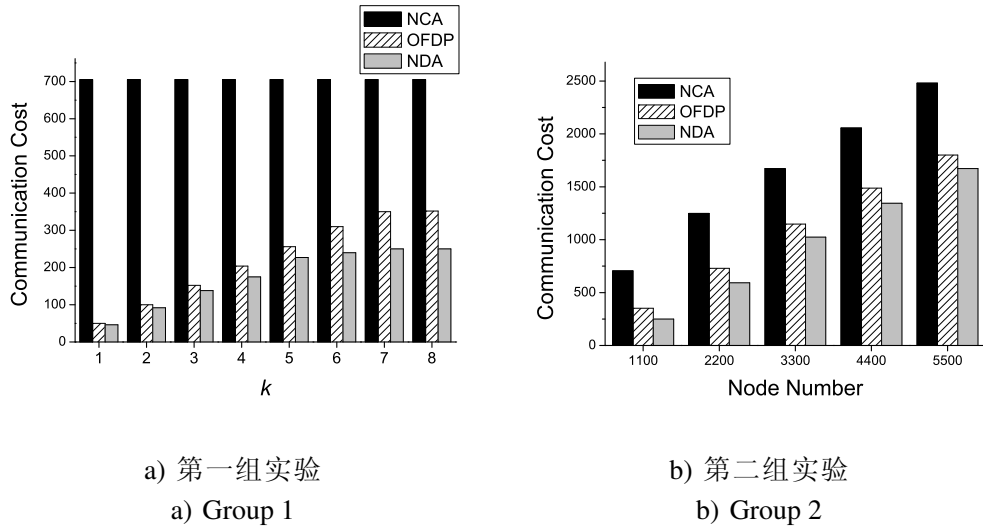 NCA
OFDP
NDA
Communication Cost
700
600
500
400
300
200
100
0
1 2 3 4 5 6 7 8
k
NCA
OFDP
NDA
Communication Cost
2500
2000
1500
1000
500
0
1100 2200 3300 4400 5500
Node Number
a) 第一组实验
a) Group 1
b) 第二组实验
b) Group 2